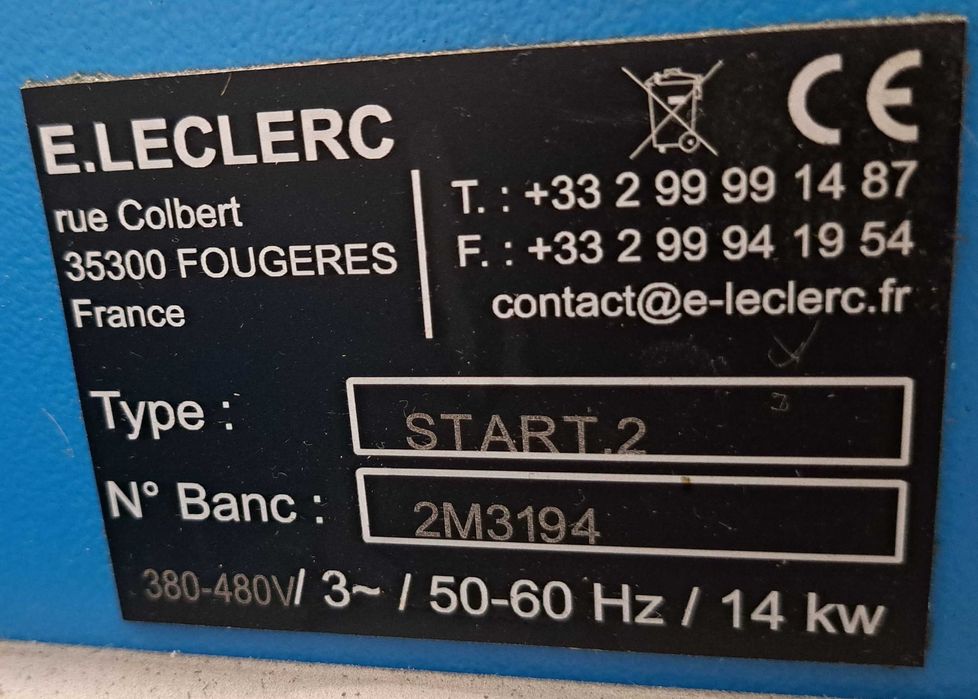 E.LECLERC
rue Colbert
35300 FOUGERES
France
CE
T. : +33 2 99 99 14 87
F. : +33 2 99 94 19 54
contact@e-leclerc.fr
Type : START.2
N° Banc : 2M3194
380-480V/ 3~ / 50-60 Hz / 14 kw